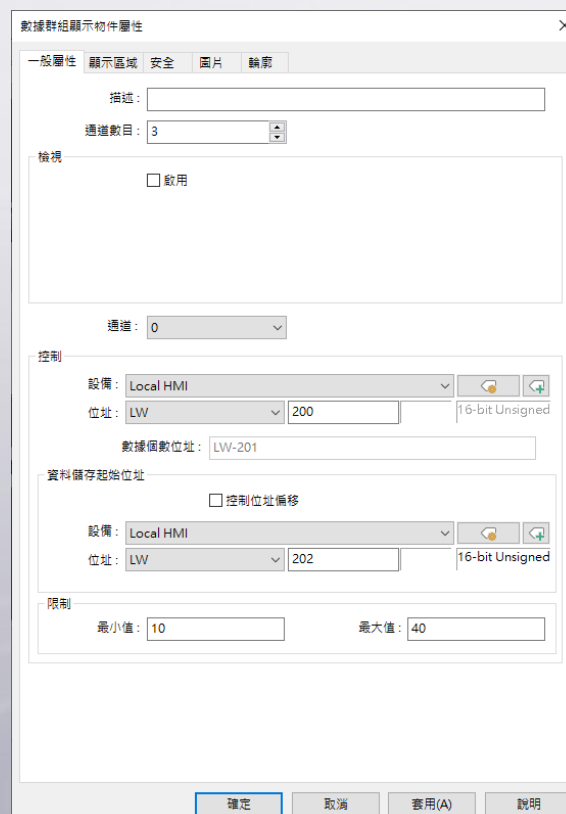 數據群組顯示物件屬性
一般屬性 顯示區域 安全 圖片 輪廓
描述 :
通道數目 : 3
檢視
啟用
通道 : 0
控制
設備 : Local HMI
位址 : LW 200 16-bit Unsigned
數據個數位址 : LW-201
資料儲存起始位址
控制位址偏移
設備 : Local HMI
位址 : LW 202 16-bit Unsigned
限制
最小值 : 10 最大值 : 40
確定 取消 套用(A) 說明